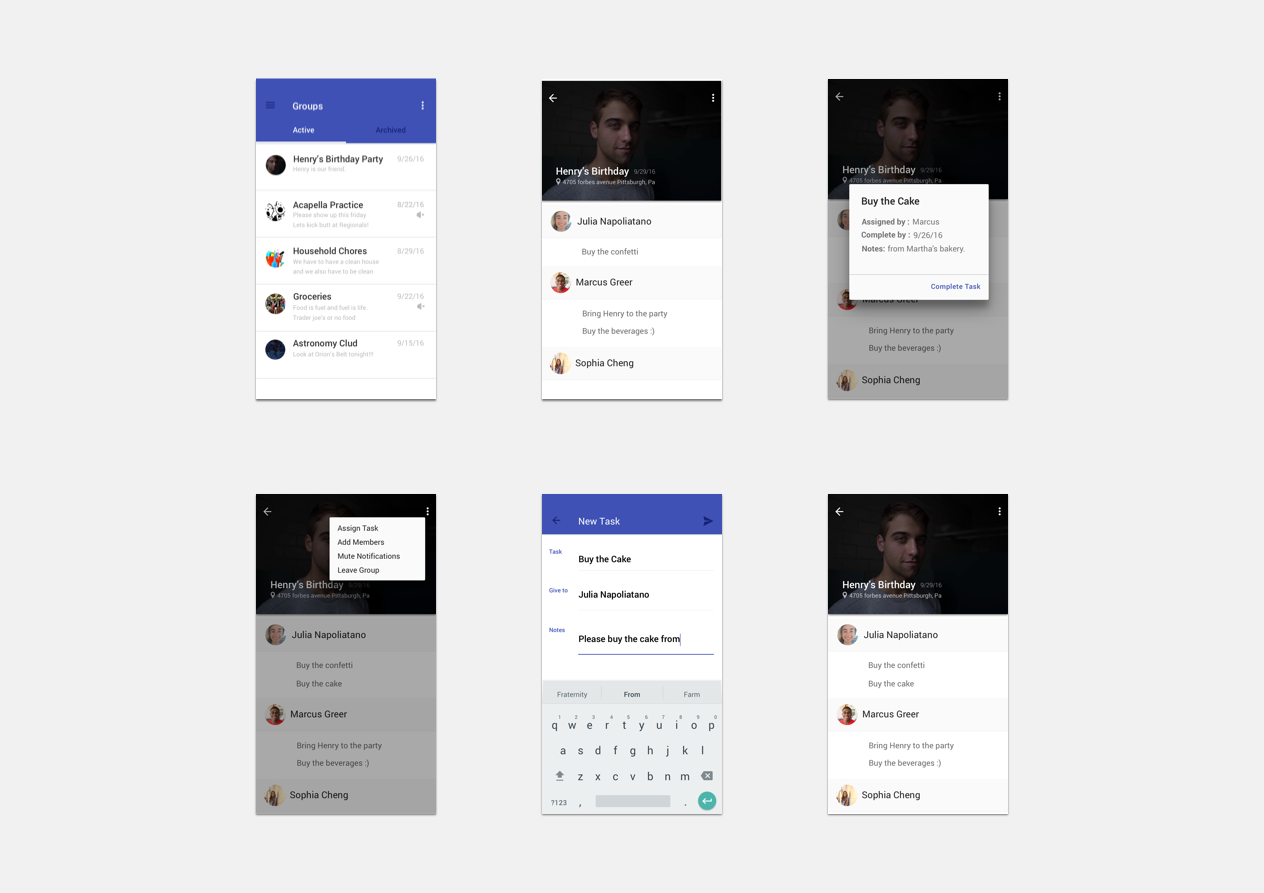 Groups
Active Archived
Henry's Birthday Party 9/26/16
Henry is our friend.
Acapella Practice 8/22/16
Please show up this friday
Lets kick butt at Regionals!
Household Chores 8/29/16
We have to have a clean house
and we also have to be clean.
Groceries 9/22/16
Food is fuel and fuel is life.
Trader joe's or no food
Astronomy Clud 9/15/16
Look at Orion's Belt tonight!!!
Henry's Birthday 9/29/16
4705 forbes avenue Pittsburgh, Pa
Julia Napoliatano
Buy the confetti
Marcus Greer
Bring Henry to the party
Buy the beverages :)
Sophia Cheng
Henry's Birthday 9/29/16
4705 forbes avenue Pittsburgh, Pa
Buy the Cake
Assigned by : Marcus
Complete by : 9/26/16
Notes: from Martha's bakery.
Complete Task
Marcus Greer
Bring Henry to the party
Buy the beverages :)
Sophia Cheng
Assign Task
Add Members
Mute Notifications
Leave Group
Henry's Birthday 9/29/16
4705 forbes avenue Pittsburgh, Pa
Julia Napoliatano
Buy the confetti
Buy the cake
Marcus Greer
Bring Henry to the party
Buy the beverages :)
Sophia Cheng
New Task
Task Buy the Cake
Give to Julia Napoliatano
Notes Please buy the cake from
Fraternity From Farm
1 2 3 4 5 6 7 8 9 0
q w e r t y u i o p
a s d f g h j k l
z x c v b n m
?123 , .
Henry's Birthday 9/29/16
4705 forbes avenue Pittsburgh, Pa
Julia Napoliatano
Buy the confetti
Buy the cake
Marcus Greer
Bring Henry to the party
Buy the beverages :)
Sophia Cheng